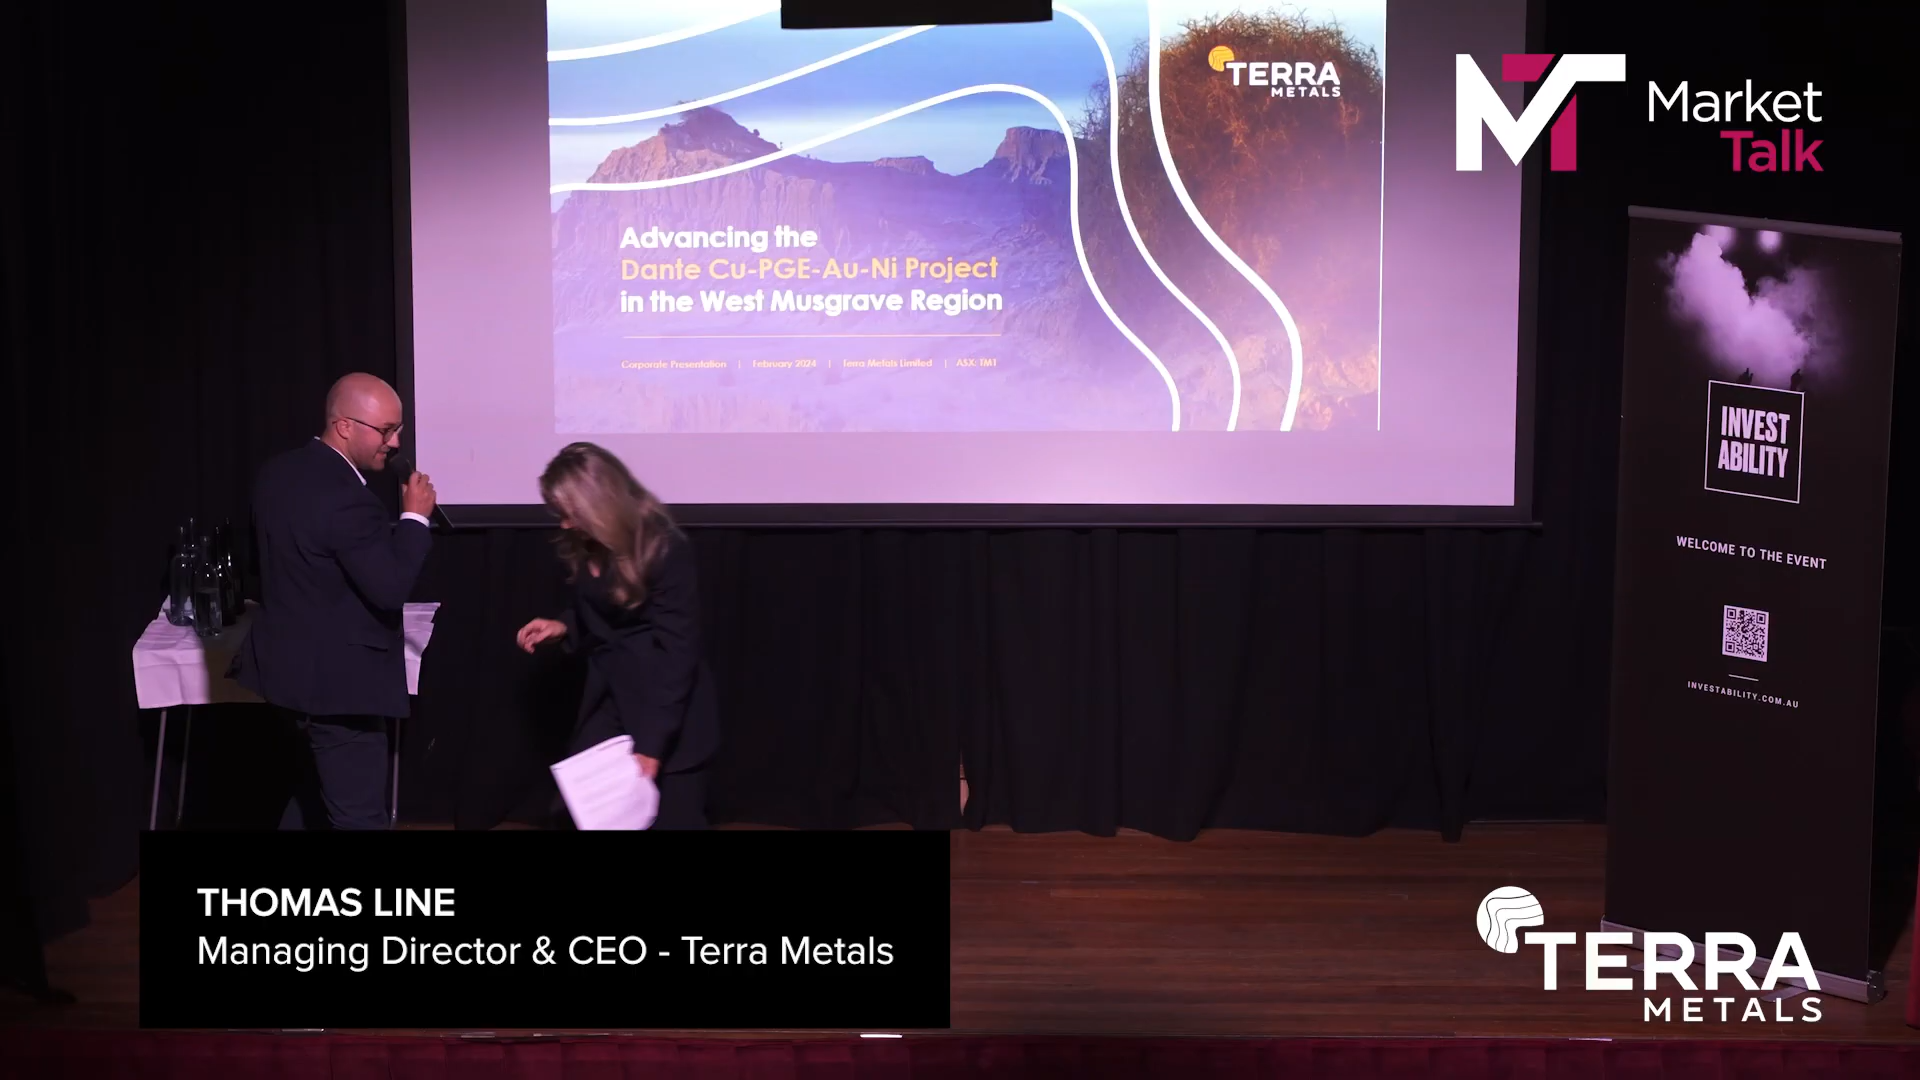 TERRA
METALS
Market
Talk
Advancing the
Dante Cu-PGE-Au-Ni Project
in the West Musgrave Region
Corporate Presentation | February 2024 | Terra Metals Limited | ASX: TM1
INVEST
ABILITY
WELCOME TO THE EVENT
INVESTABILITY.COM.AU
THOMAS LINE
Managing Director & CEO - Terra Metals
TERRA
METALS